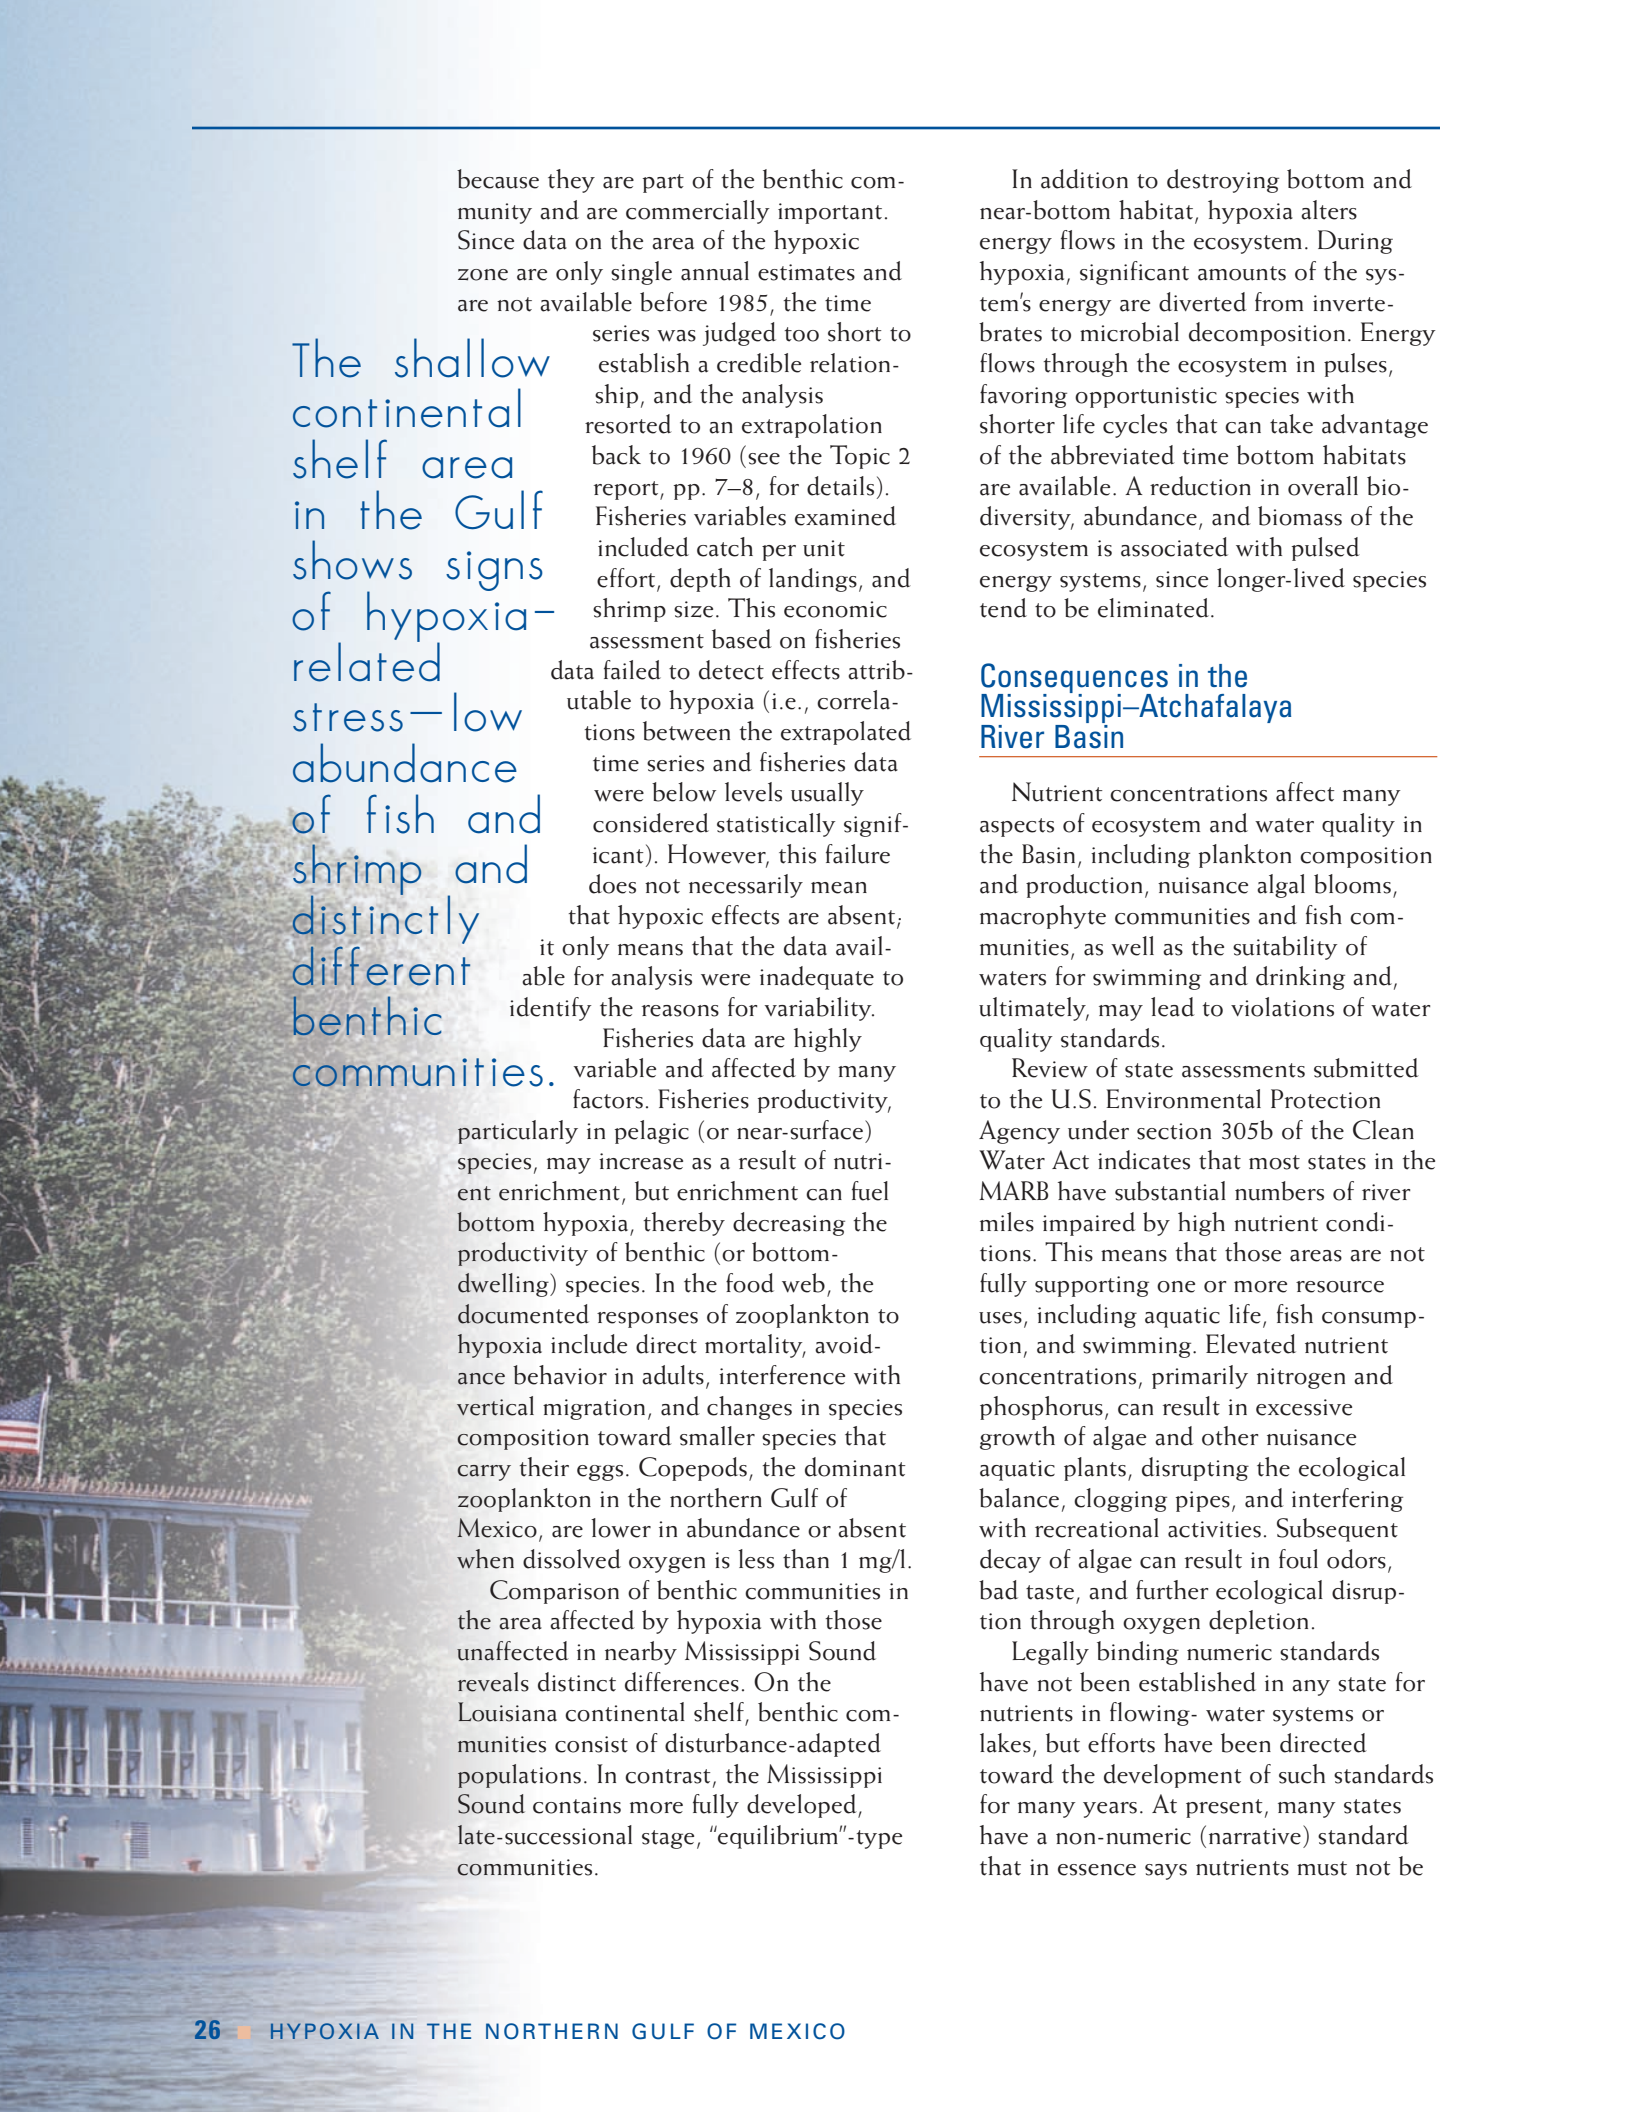 because they are part of the benthic com-
munity and are commercially important.
Since data on the area of the hypoxic
zone are only single annual estimates and
are not available before 1985, the time
series was judged too short to
establish a credible relation-
ship, and the analysis
resorted to an extrapolation
back to 1960 (see the Topic 2
report, pp. 7–8, for details).
Fisheries variables examined
included catch per unit
effort, depth of landings, and
shrimp size. This economic
assessment based on fisheries
data failed to detect effects attrib-
utable to hypoxia (i.e., correla-
tions between the extrapolated
time series and fisheries data
were below levels usually
considered statistically signif-
icant). However, this failure
does not necessarily mean
that hypoxic effects are absent;
it only means that the data avail-
able for analysis were inadequate to
identify the reasons for variability.
Fisheries data are highly
variable and affected by many
factors. Fisheries productivity,
particularly in pelagic (or near-surface)
species, may increase as a result of nutri-
ent enrichment, but enrichment can fuel
bottom hypoxia, thereby decreasing the
productivity of benthic (or bottom-
dwelling) species. In the food web, the
documented responses of zooplankton to
hypoxia include direct mortality, avoid-
ance behavior in adults, interference with
vertical migration, and changes in species
composition toward smaller species that
carry their eggs. Copepods, the dominant
zooplankton in the northern Gulf of
Mexico, are lower in abundance or absent
when dissolved oxygen is less than 1 mg/l.
Comparison of benthic communities in
the area affected by hypoxia with those
unaffected in nearby Mississippi Sound
reveals distinct differences. On the
Louisiana continental shelf, benthic com-
munities consist of disturbance-adapted
populations. In contrast, the Mississippi
Sound contains more fully developed,
late-successional stage, “equilibrium”-type
communities.
The shallow
continental
shelf area
in the Gulf
shows signs
of hypoxia–
related
stress—low
abundance
of fish and
shrimp and
distinctly
different
benthic
communities.
In addition to destroying bottom and
near-bottom habitat, hypoxia alters
energy flows in the ecosystem. During
hypoxia, significant amounts of the sys-
tem’s energy are diverted from inverte-
brates to microbial decomposition. Energy
flows through the ecosystem in pulses,
favoring opportunistic species with
shorter life cycles that can take advantage
of the abbreviated time bottom habitats
are available. A reduction in overall bio-
diversity, abundance, and biomass of the
ecosystem is associated with pulsed
energy systems, since longer-lived species
tend to be eliminated.
Consequences in the
Mississippi–Atchafalaya
River Basin
Nutrient concentrations affect many
aspects of ecosystem and water quality in
the Basin, including plankton composition
and production, nuisance algal blooms,
macrophyte communities and fish com-
munities, as well as the suitability of
waters for swimming and drinking and,
ultimately, may lead to violations of water
quality standards.
Review of state assessments submitted
to the U.S. Environmental Protection
Agency under section 305b of the Clean
Water Act indicates that most states in the
MARB have substantial numbers of river
miles impaired by high nutrient condi-
tions. This means that those areas are not
fully supporting one or more resource
uses, including aquatic life, fish consump-
tion, and swimming. Elevated nutrient
concentrations, primarily nitrogen and
phosphorus, can result in excessive
growth of algae and other nuisance
aquatic plants, disrupting the ecological
balance, clogging pipes, and interfering
with recreational activities. Subsequent
decay of algae can result in foul odors,
bad taste, and further ecological disrup-
tion through oxygen depletion.
Legally binding numeric standards
have not been established in any state for
nutrients in flowing- water systems or
lakes, but efforts have been directed
toward the development of such standards
for many years. At present, many states
have a non-numeric (narrative) standard
that in essence says nutrients must not be
26 HYPOXIA IN THE NORTHERN GULF OF MEXICO